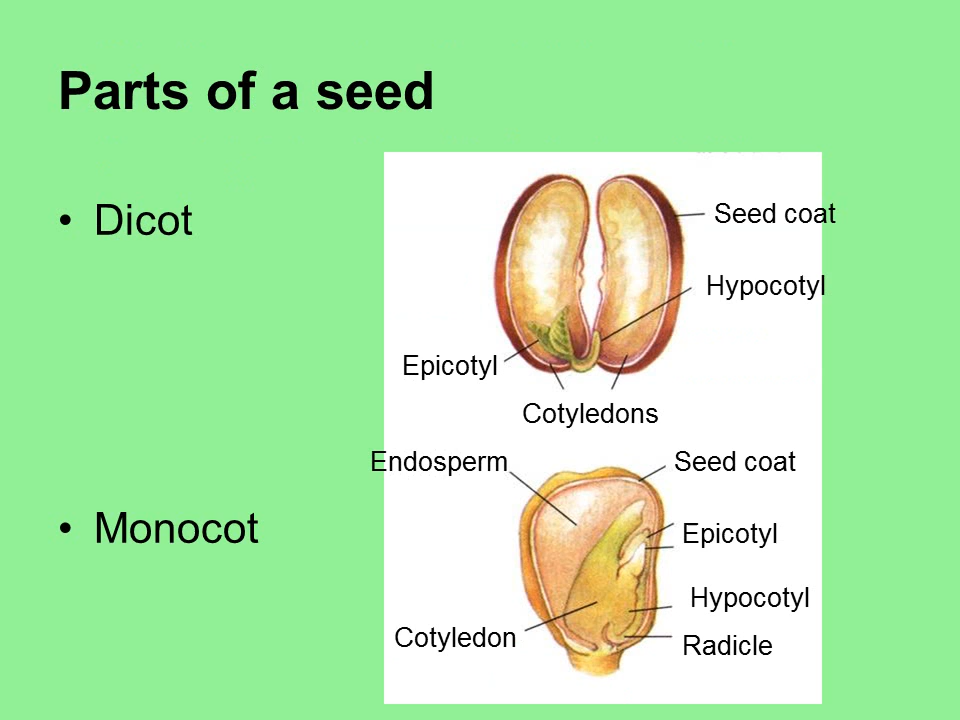 Parts of a seed
• Dicot
Seed coat
Hypocotyl
Epicotyl
Cotyledons
• Monocot
Endosperm
Seed coat
Epicotyl
Hypocotyl
Cotyledon
Radicle